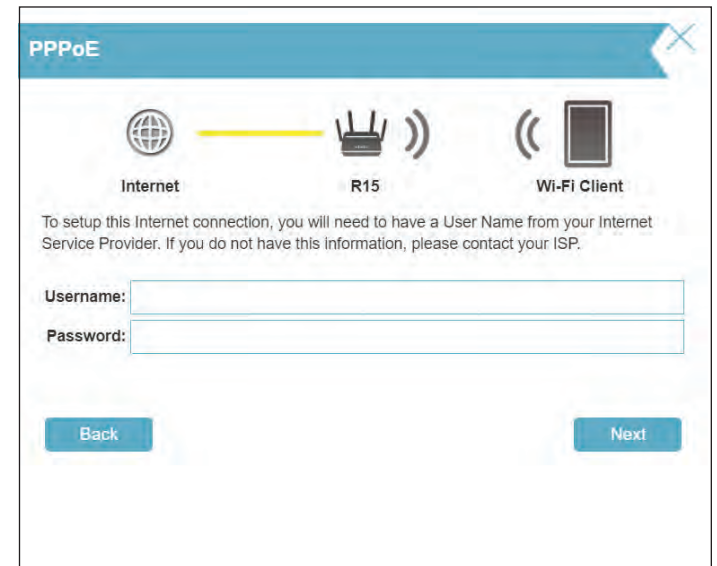 PPPoE
Internet
R15
Wi-Fi Client
To setup this Internet connection, you will need to have a User Name from your Internet
Service Provider. If you do not have this information, please contact your ISP.
Username:
Password:
Back
Next